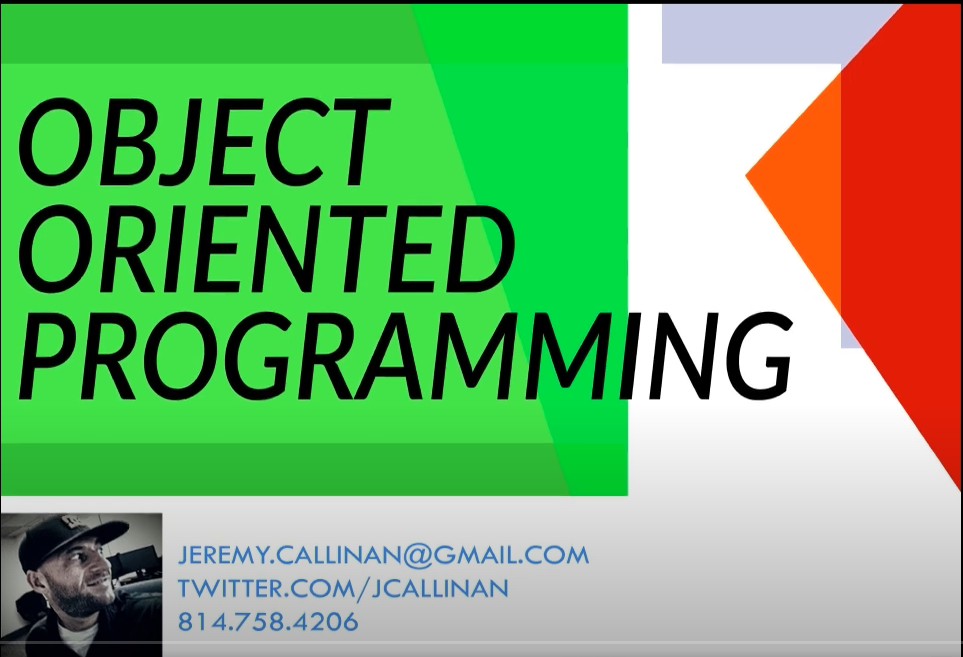 OBJECT
ORIENTED
PROGRAMMING
JEREMY.CALLINAN@GMAIL.COM
TWITTER.COM/JCALLINAN
814.758.4206